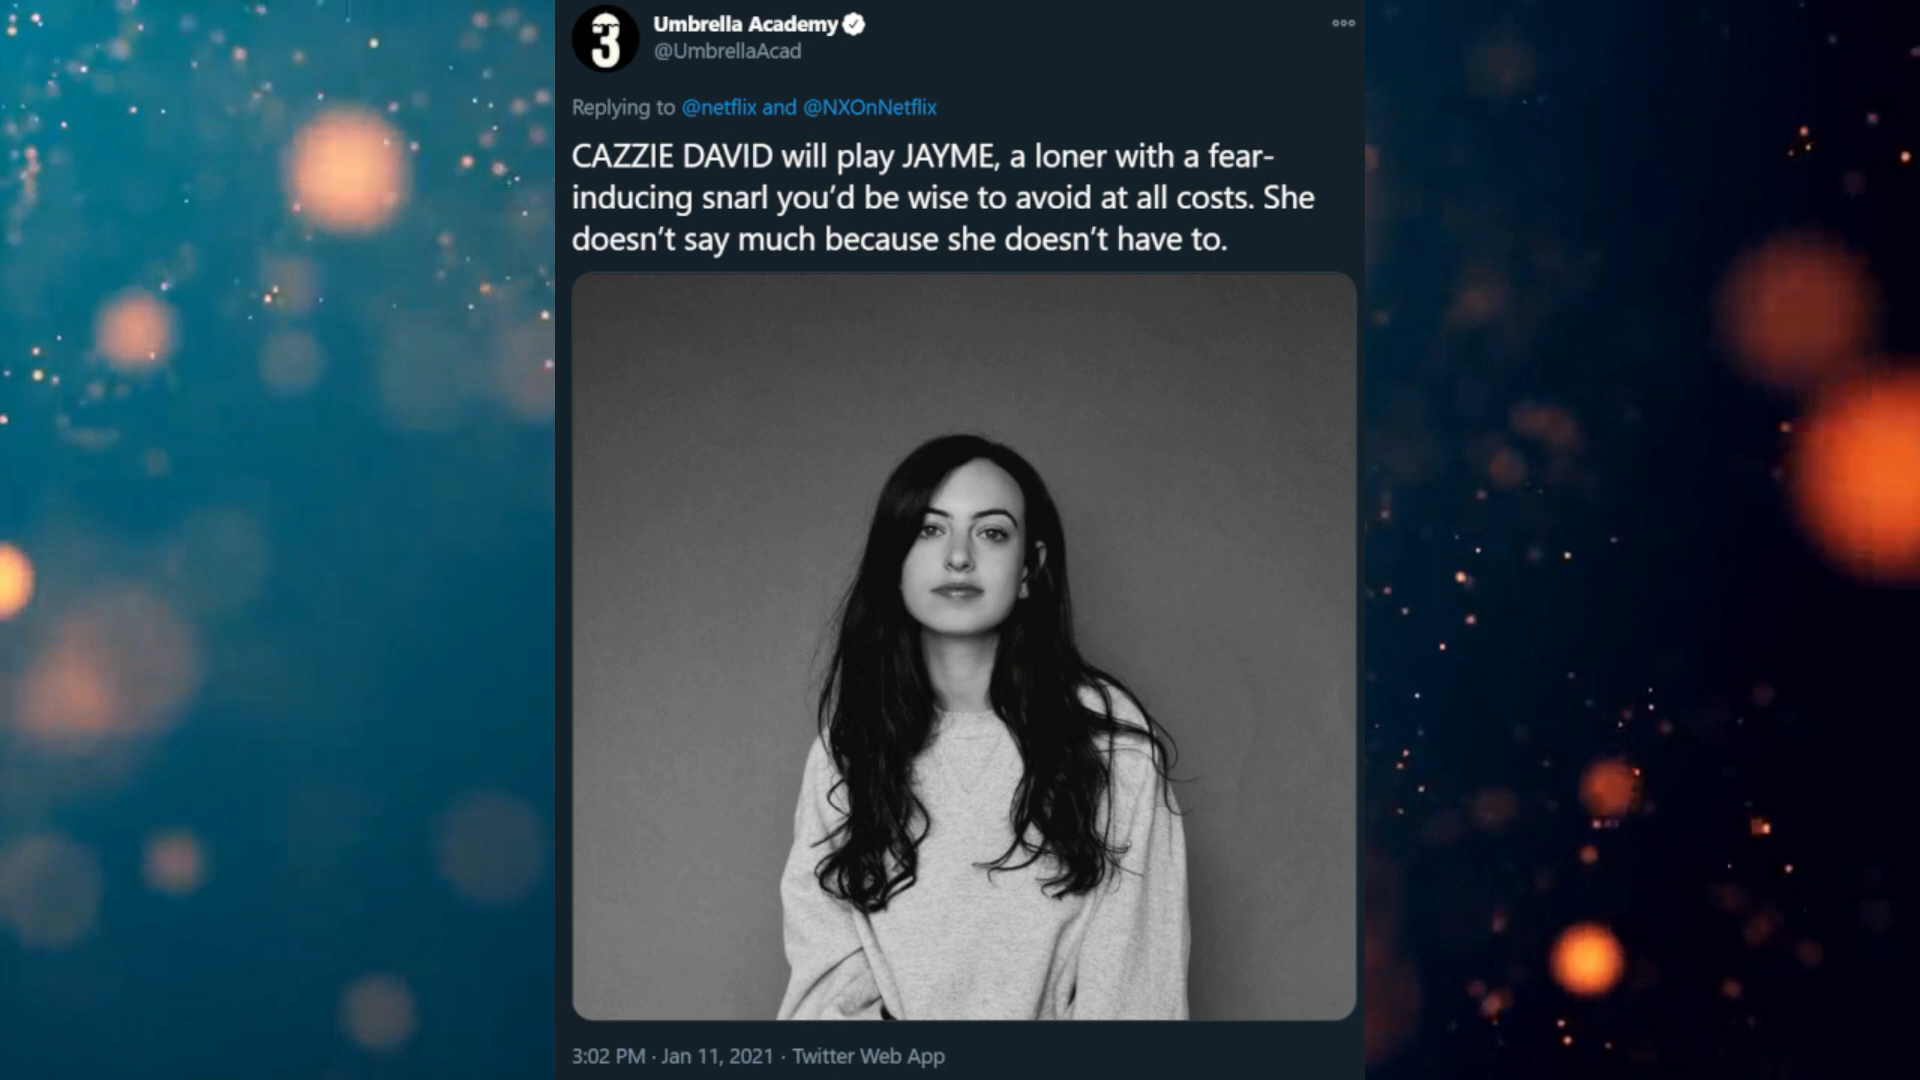 3
Umbrella Academy
@UmbrellaAcad
Replying to @netflix and @NXOnNetflix
CAZZIE DAVID will play JAYME, a loner with a fear-
inducing snarl you’d be wise to avoid at all costs. She
doesn’t say much because she doesn’t have to.
3:02 PM · Jan 11, 2021 · Twitter Web App